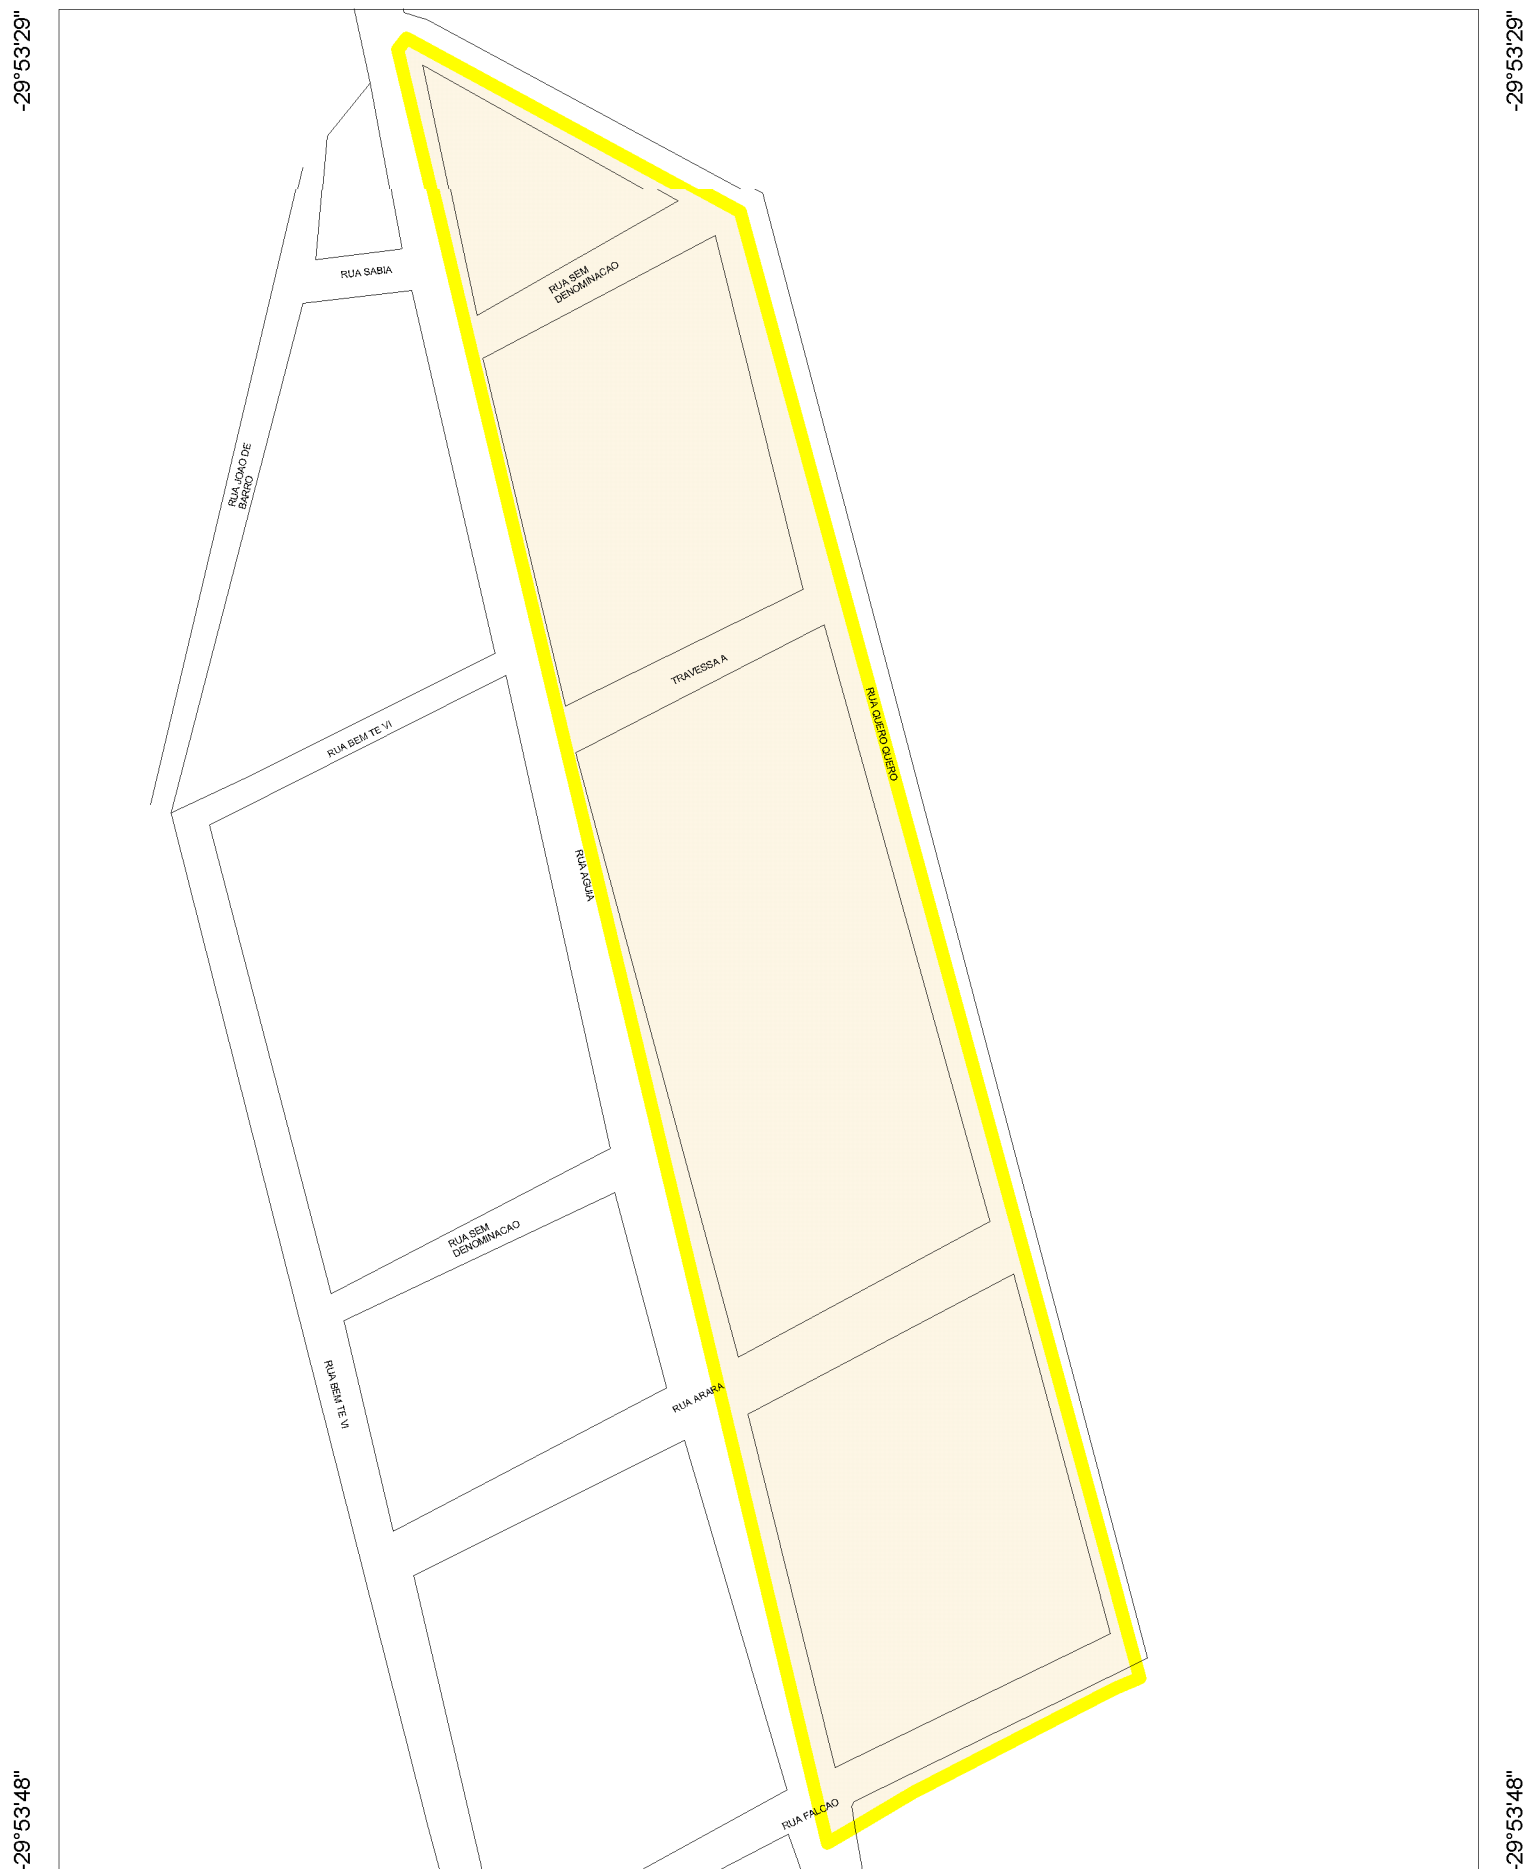 -29°53'29"
-29°53'29"
RUA SABIA
RUA SEM
DENOMINACAO
RUA JOAO DE
BARRO
TRAVESSA A
RUA QUERO QUERO
RUA BEM TE VI
RUA AGUIA
RUA SEM
DENOMINACAO
RUA BEM TE VI
RUA ARARA
RUA FALCAO
-29°53'48"
-29°53'48"